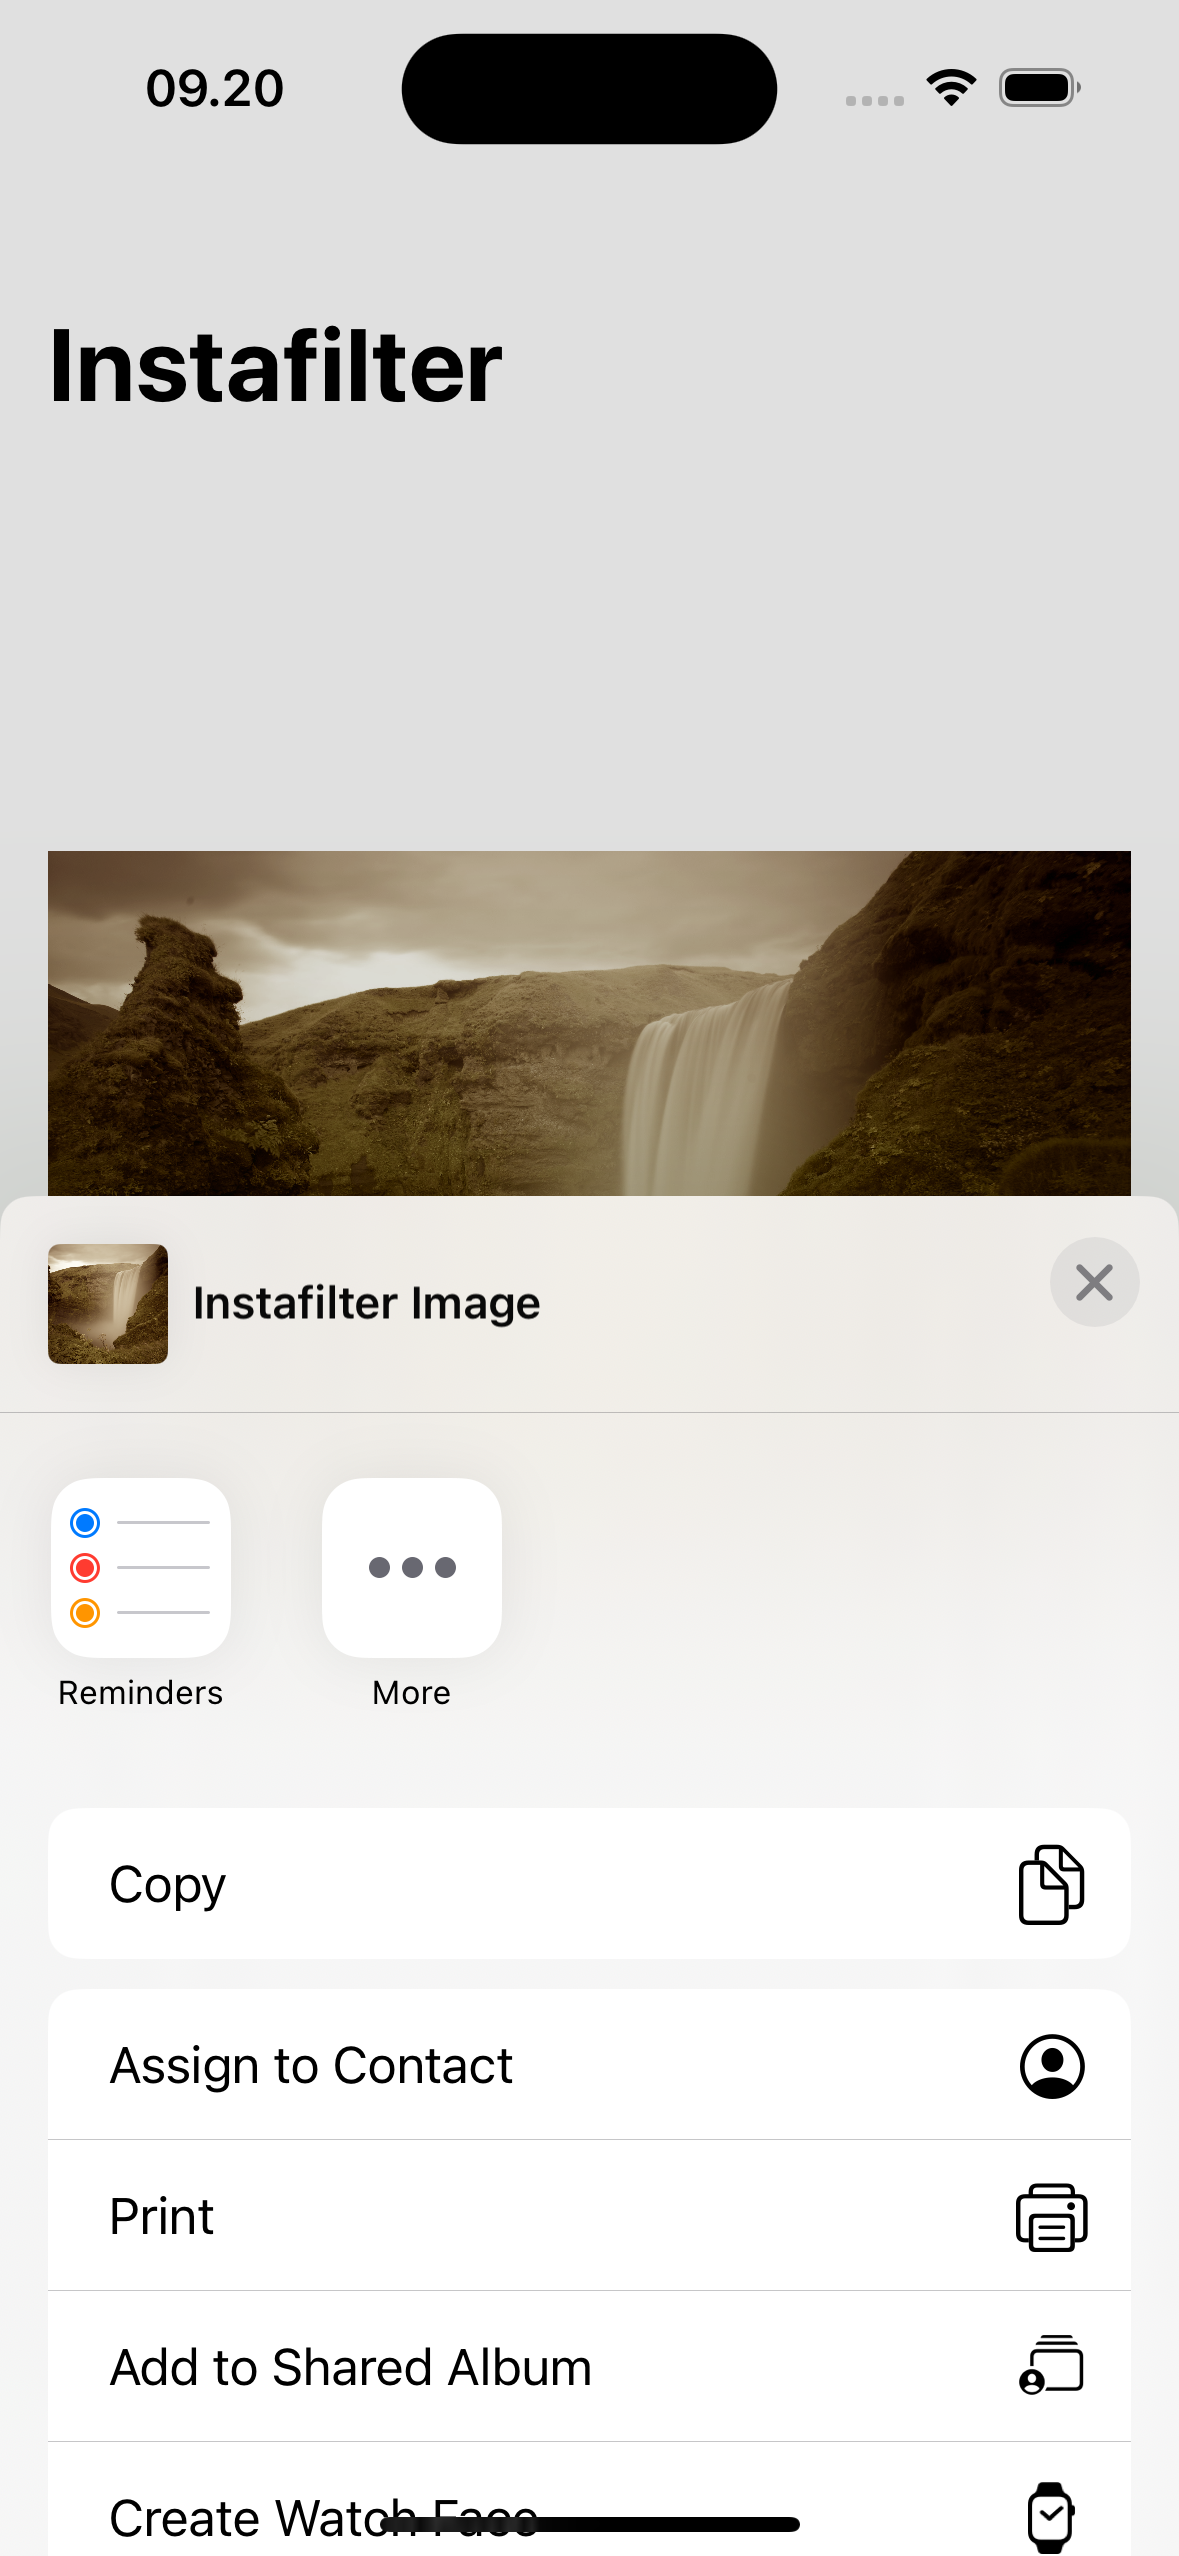 09.20
Instafilter
Instafilter Image
Reminders
More
Copy
Assign to Contact
Print
Add to Shared Album
Create Watch Face